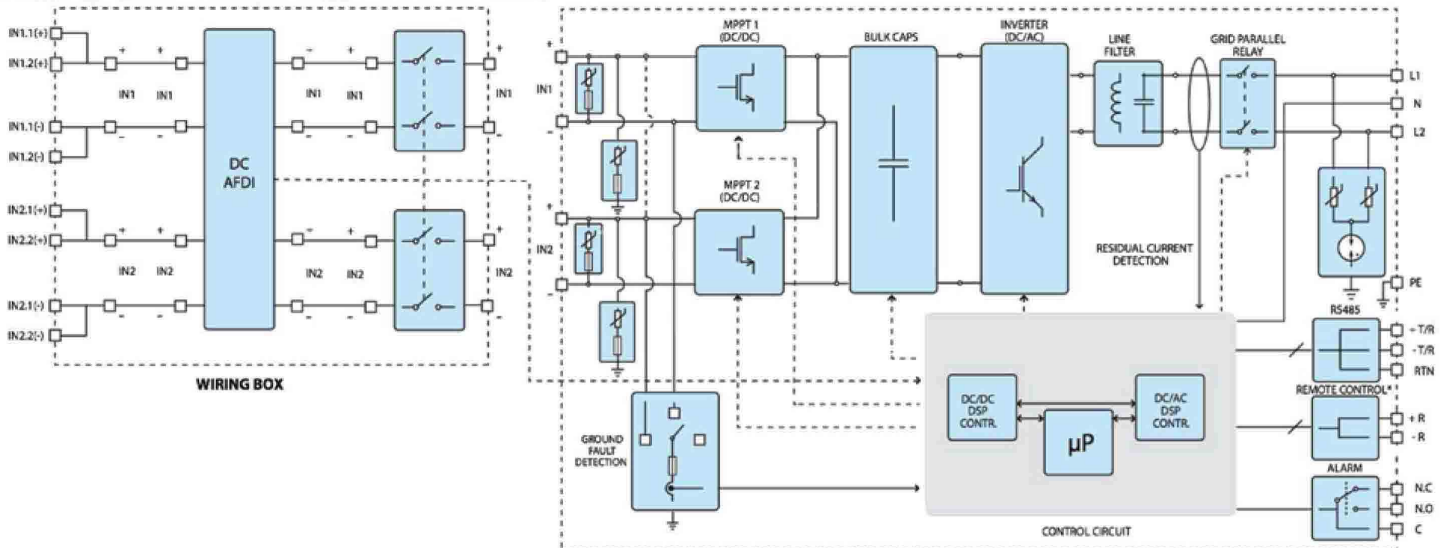 IN1.1(+)
IN1.2(+)
IN1.1(-)
IN1.2(-)
IN2.1(+)
IN2.2(+)
IN2.1(-)
IN2.2(-)
+ + - + +
IN1 IN1 IN1 IN1 IN1
- - - - -
+ + - + +
IN2 IN2 IN2 IN2 IN2
- - - - -
DC
AFDI
WIRING BOX
+
IN1
-
+
IN2
-
MPPT 1
(DC/DC)
MPPT 2
(DC/DC)
BULK CAPS
INVERTER
(DC/AC)
LINE
FILTER
GRID PARALLEL
RELAY
L1
N
L2
RESIDUAL CURRENT
DETECTION
PE
RS485
+ T/R
- T/R
RTN
REMOTE CONTROL*
+ R
- R
ALARM
N.C
N.O
C
GROUND
FAULT
DETECTION
DC/DC
DSP
CONTR.
μP
DC/AC
DSP
CONTR.
CONTROL CIRCUIT